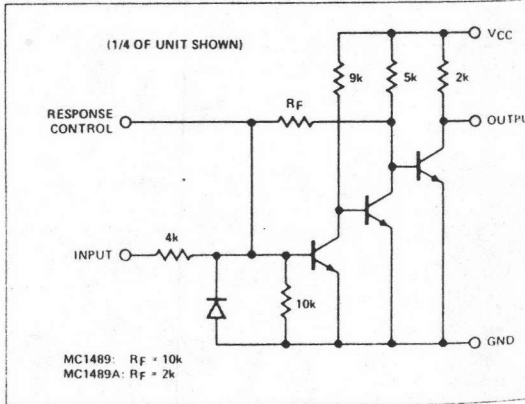 (1/4 OF UNIT SHOWN)
VCC
9k
5k
2k
RESPONSE
CONTROL
RF
OUTPU
INPUT
4k
10k
GND
MC1489: RF = 10k
MC1489A: RF = 2k